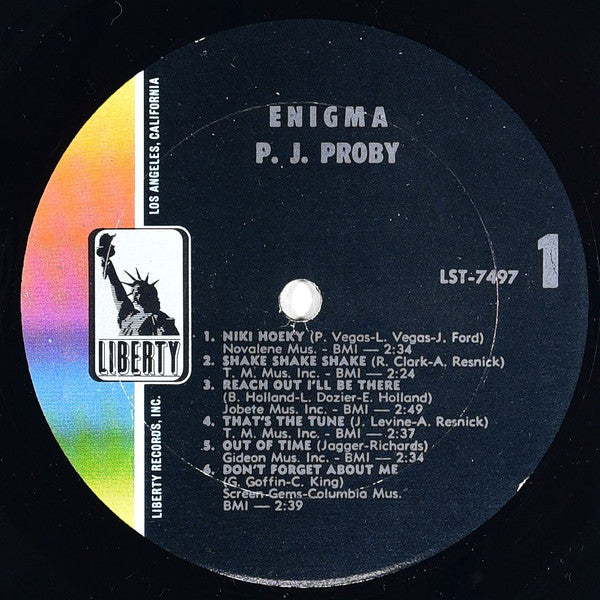 ENIGMA
P. J. PROBY
LOS ANGELES, CALIFORNIA
LIBERTY
LIBERTY RECORDS, INC.
LST-7497
1
1. NIKI HOEKY (P. Vegas-L. Vegas-J. Ford)
Novalene Mus. - BMI — 2:34
2. SHAKE SHAKE SHAKE (R. Clark-A. Resnick)
T. M. Mus. Inc. - BMI — 2:24
3. REACH OUT I'LL BE THERE
(B. Holland-L. Dozier-E. Holland)
Jobete Mus. Inc. - BMI — 2:49
4. THAT'S THE TUNE (J. Levine-A. Resnick)
T. M. Mus. Inc. - BMI — 2:37
5. OUT OF TIME (Jagger-Richards)
Gideon Mus. Inc. - BMI — 2:34
6. DON'T FORGET ABOUT ME
(G. Goffin-C. King)
Screen Gems-Columbia Mus.
BMI — 2:39